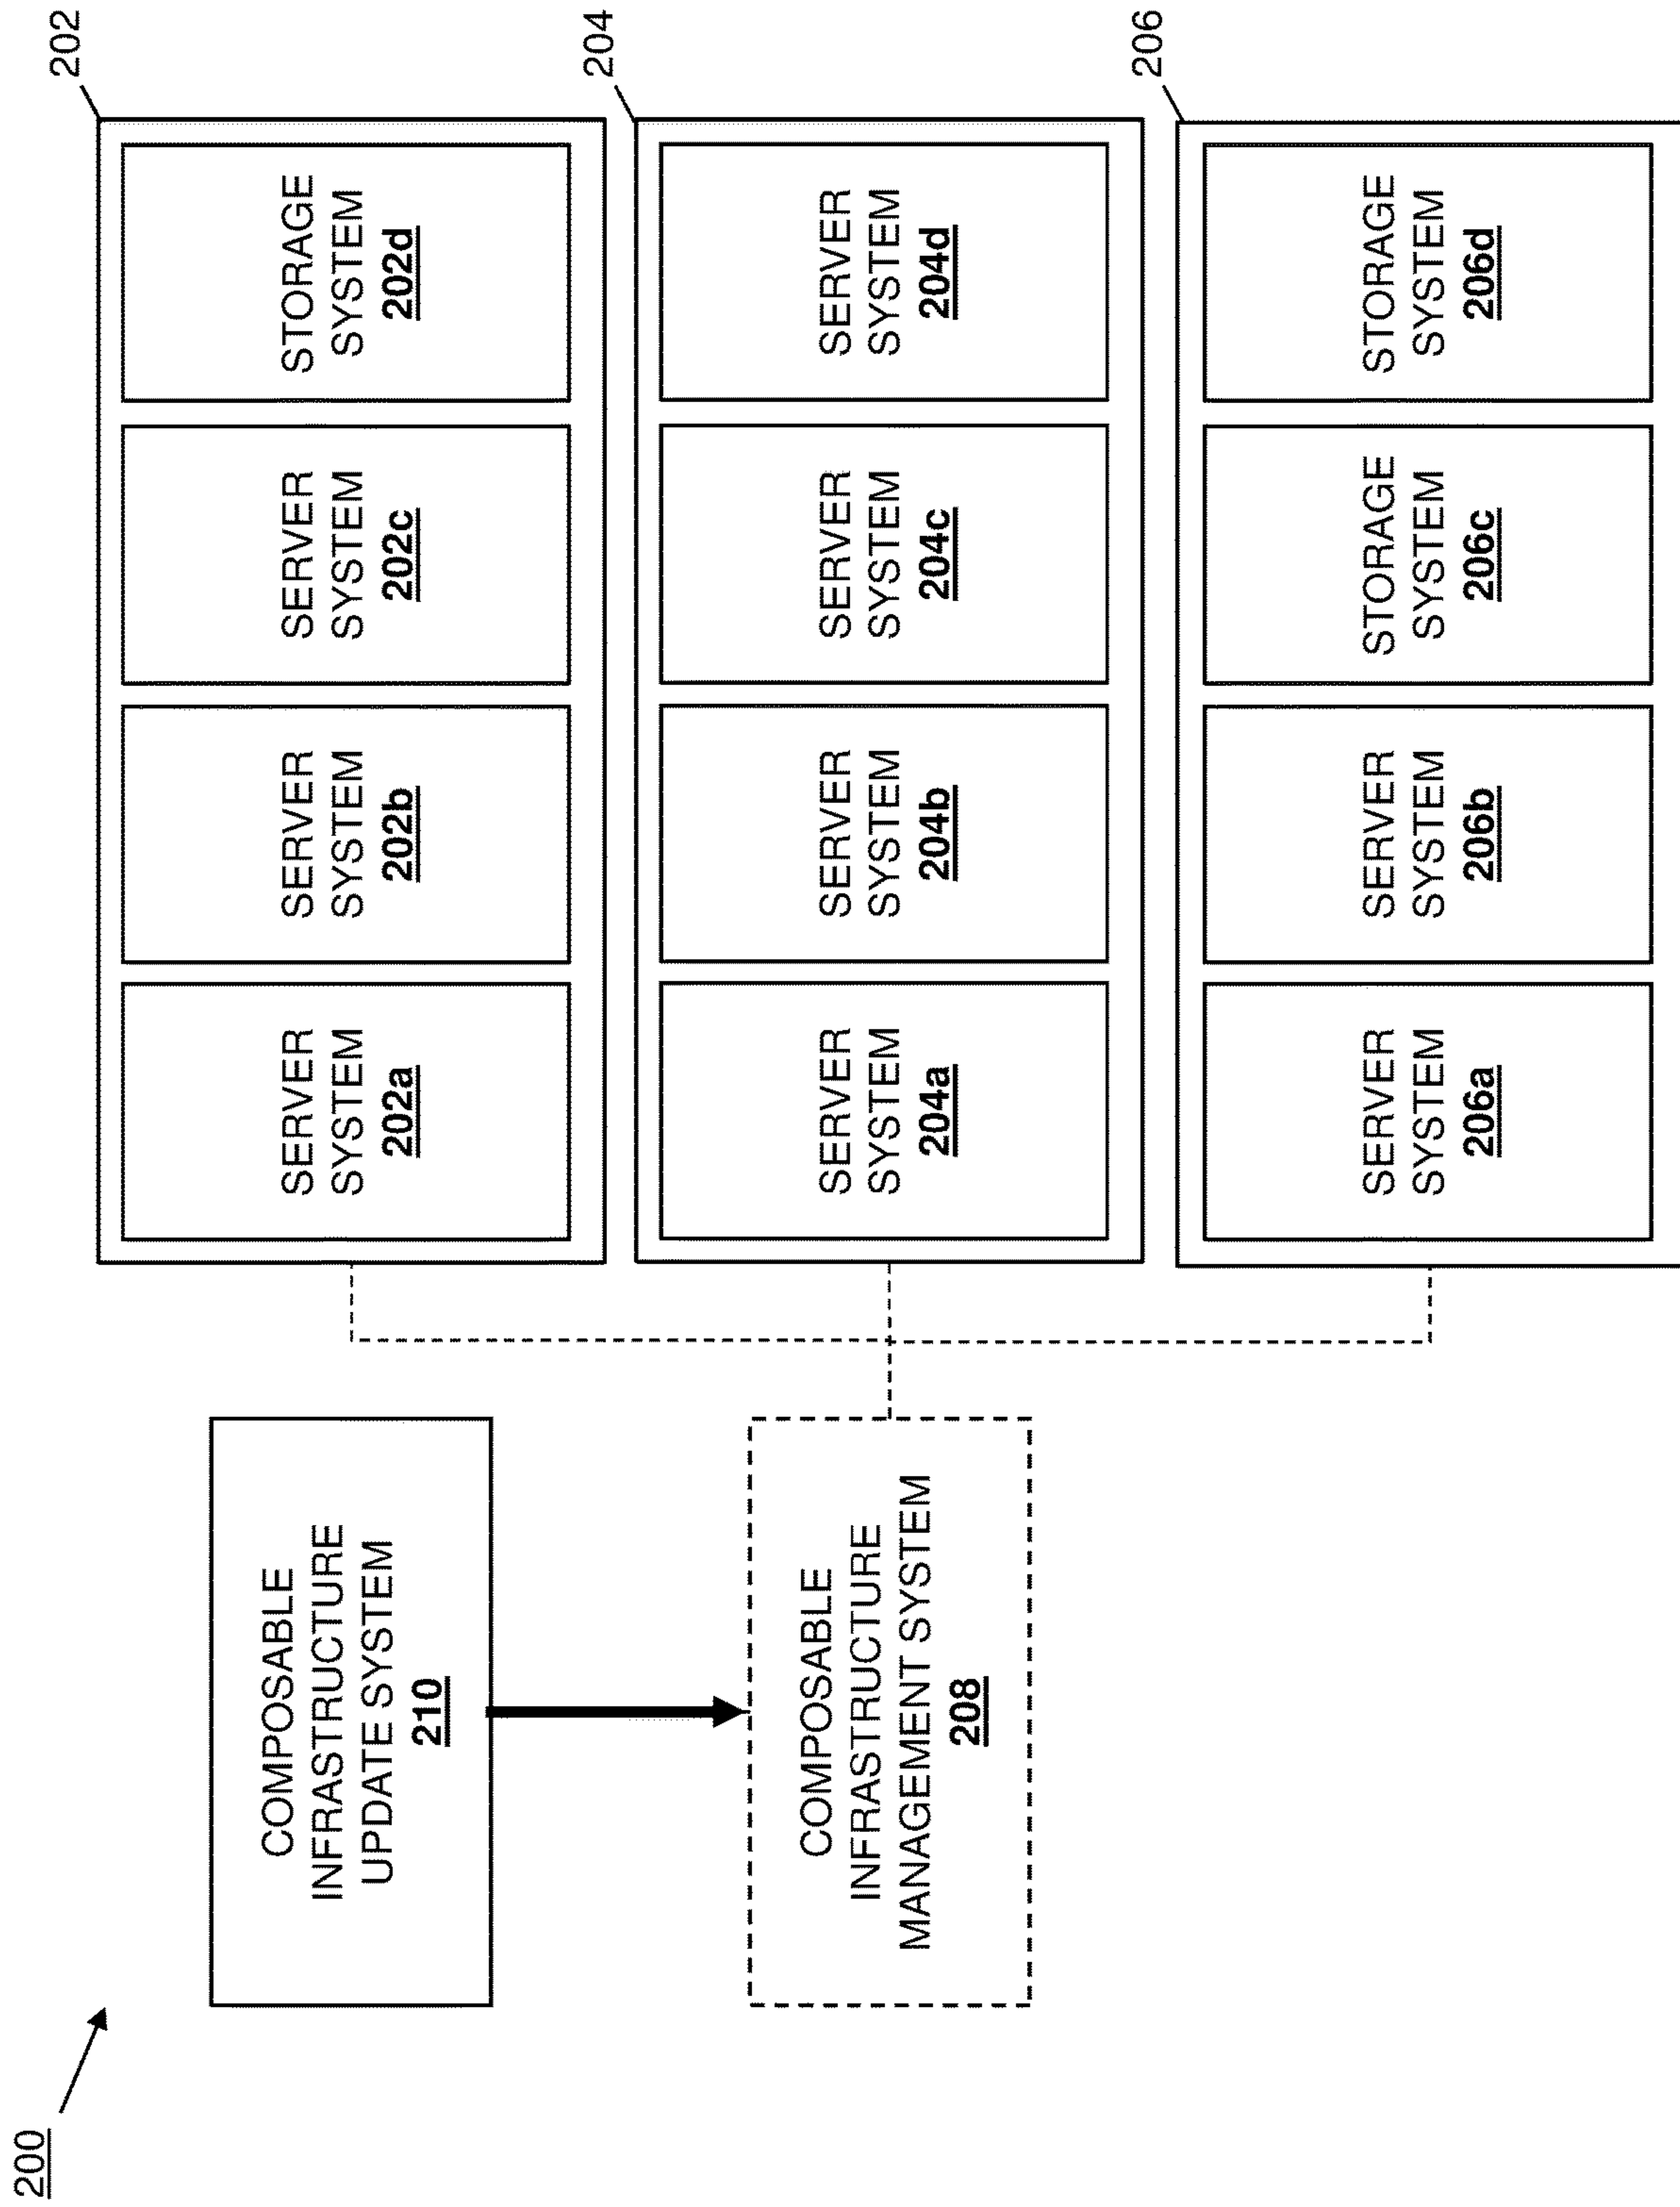 200
COMPOSABLE
INFRASTRUCTURE
UPDATE SYSTEM
210
COMPOSABLE
INFRASTRUCTURE
MANAGEMENT SYSTEM
208
202
SERVER
SYSTEM
202a
SERVER
SYSTEM
202b
SERVER
SYSTEM
202c
STORAGE
SYSTEM
202d
204
SERVER
SYSTEM
204a
SERVER
SYSTEM
204b
SERVER
SYSTEM
204c
SERVER
SYSTEM
204d
206
SERVER
SYSTEM
206a
SERVER
SYSTEM
206b
STORAGE
SYSTEM
206c
STORAGE
SYSTEM
206d